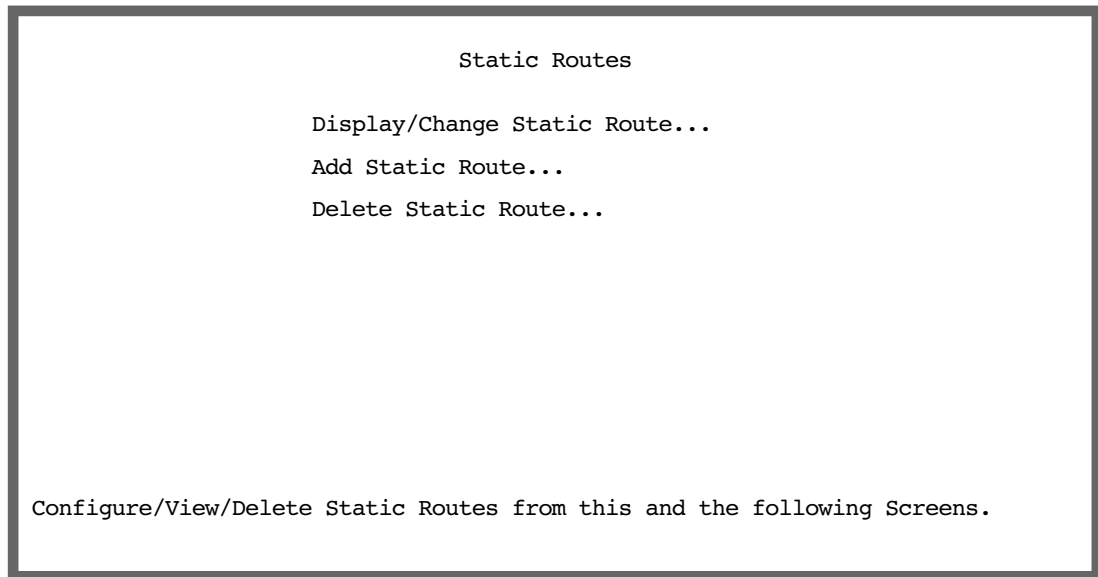 Static Routes
Display/Change Static Route...
Add Static Route...
Delete Static Route...
Configure/View/Delete Static Routes from this and the following Screens.